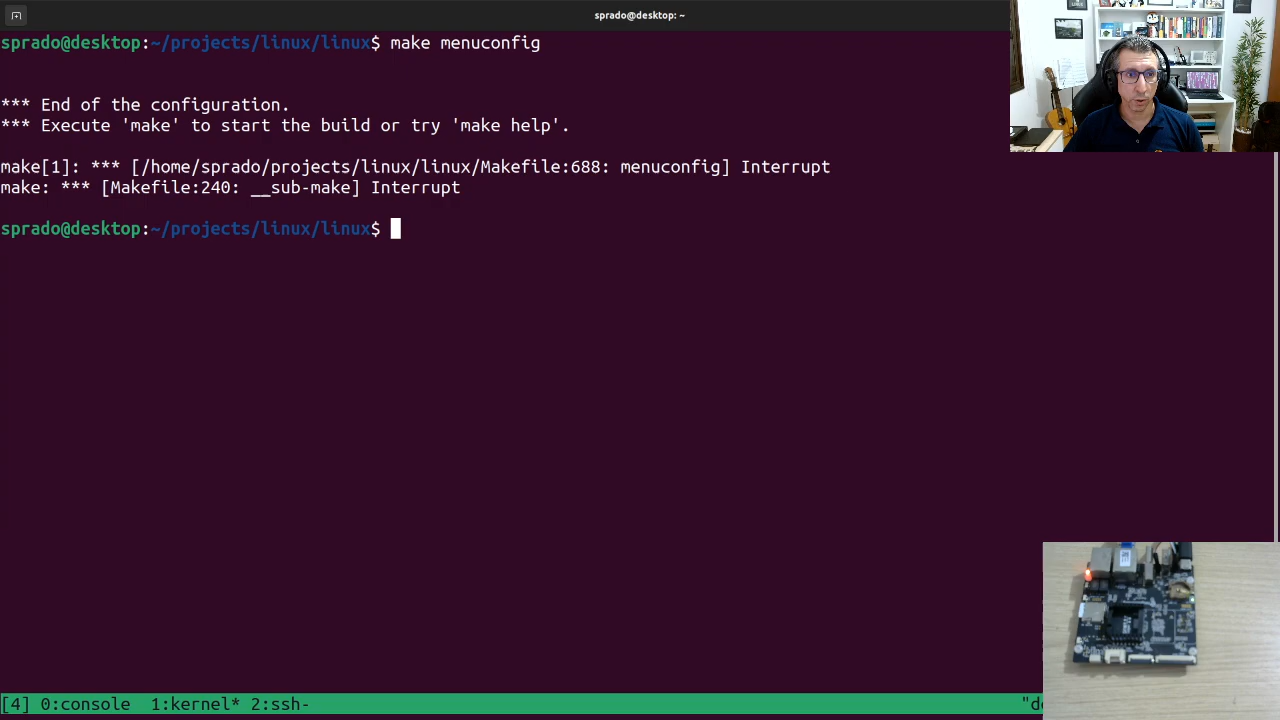 sprado@desktop: ~
sprado@desktop:~/projects/linux/linux$ make menuconfig
*** End of the configuration.
*** Execute 'make' to start the build or try 'make help'.
make[1]: *** [/home/sprado/projects/linux/linux/Makefile:688: menuconfig] Interrupt
make: *** [Makefile:240: __sub-make] Interrupt
sprado@desktop:~/projects/linux/linux$
[4] 0:console  1:kernel* 2:ssh-